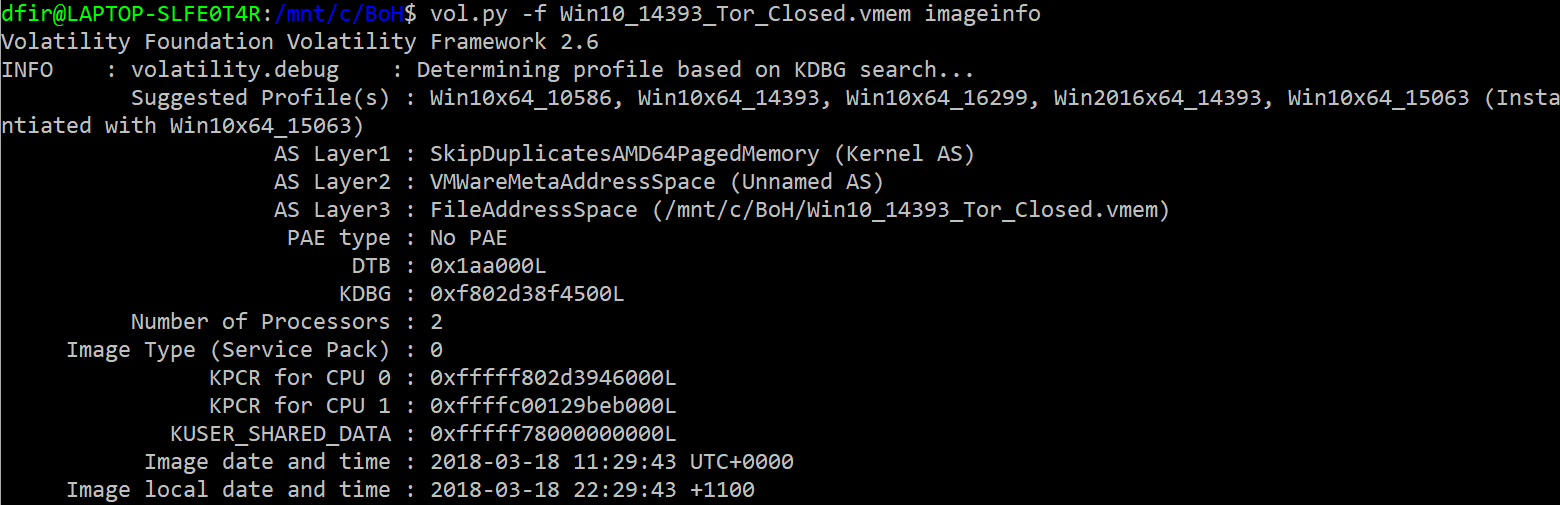 dfir@LAPTOP-SLFE0T4R:/mnt/c/BoH$ vol.py -f Win10_14393_Tor_Closed.vmem imageinfo
Volatility Foundation Volatility Framework 2.6
INFO    : volatility.debug    : Determining profile based on KDBG search...
          Suggested Profile(s) : Win10x64_10586, Win10x64_14393, Win10x64_16299, Win2016x64_14393, Win10x64_15063 (Insta
ntiated with Win10x64_15063)
                     AS Layer1 : SkipDuplicatesAMD64PagedMemory (Kernel AS)
                     AS Layer2 : VMWareMetaAddressSpace (Unnamed AS)
                     AS Layer3 : FileAddressSpace (/mnt/c/BoH/Win10_14393_Tor_Closed.vmem)
                      PAE type : No PAE
                           DTB : 0x1aa000L
                          KDBG : 0xf802d38f4500L
          Number of Processors : 2
     Image Type (Service Pack) : 0
                KPCR for CPU 0 : 0xfffff802d3946000L
                KPCR for CPU 1 : 0xffffc00129beb000L
             KUSER_SHARED_DATA : 0xfffff78000000000L
           Image date and time : 2018-03-18 11:29:43 UTC+0000
     Image local date and time : 2018-03-18 22:29:43 +1100